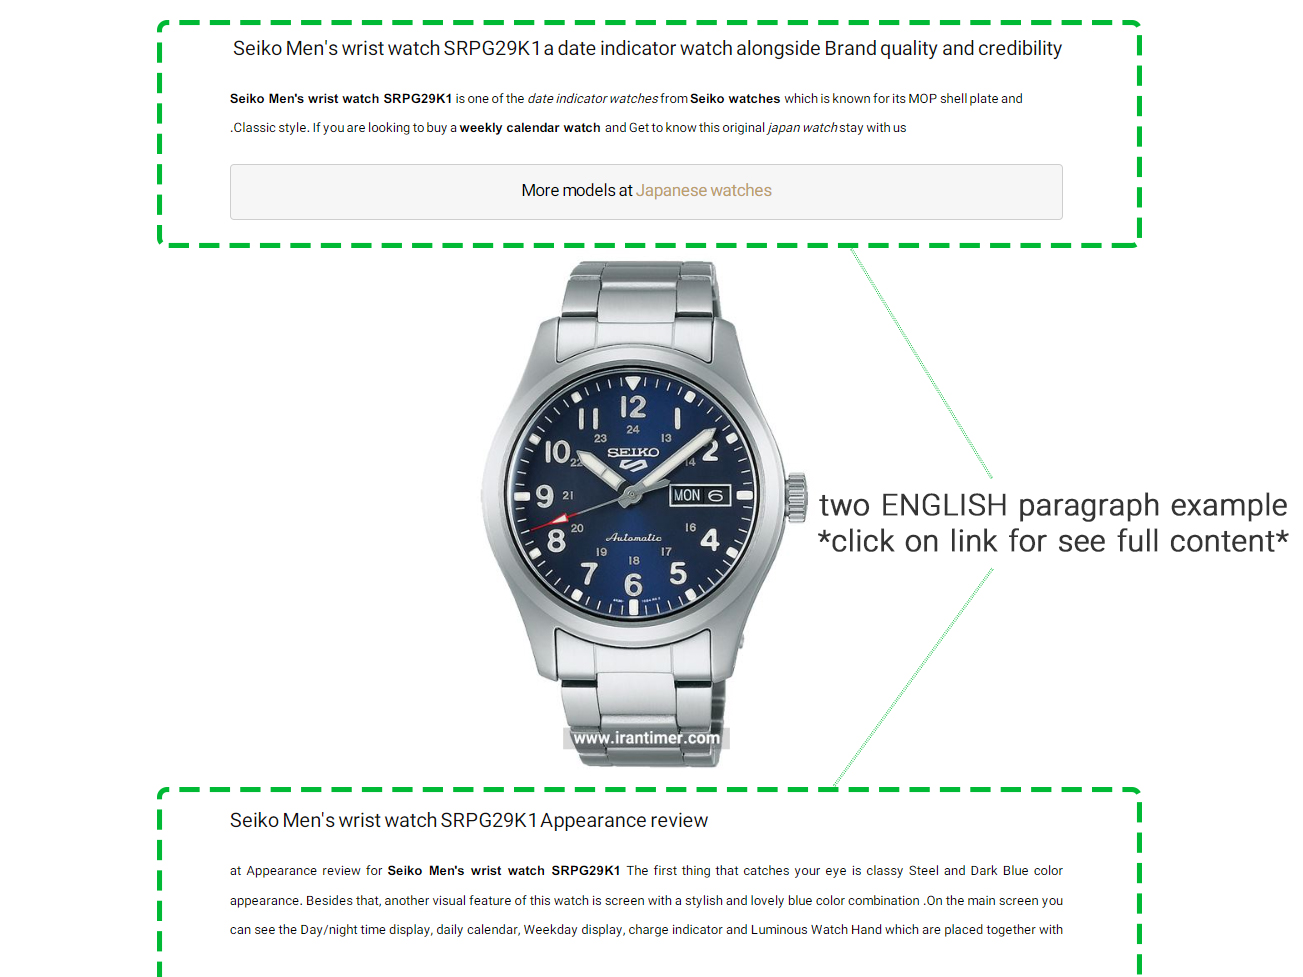 Seiko Men's wrist watch SRPG29K1 a date indicator watch alongside Brand quality and credibility
Seiko Men's wrist watch SRPG29K1 is one of the date indicator watches from Seiko watches which is known for its MOP shell plate and
.Classic style. If you are looking to buy a weekly calendar watch and Get to know this original japan watch stay with us
More models at Japanese watches
12
11 1
24
23 13
10 2
22 14
SEIKO
5
9 21 MON 6
20 16
8 4
Automatic
19 17
18
7 5
6
two ENGLISH paragraph example
*click on link for see full content*
www.irantimer.com
Seiko Men's wrist watch SRPG29K1 Appearance review
at Appearance review for Seiko Men's wrist watch SRPG29K1 The first thing that catches your eye is classy Steel and Dark Blue color
appearance. Besides that, another visual feature of this watch is screen with a stylish and lovely blue color combination .On the main screen you
can see the Day/night time display, daily calendar, Weekday display, charge indicator and Luminous Watch Hand which are placed together with